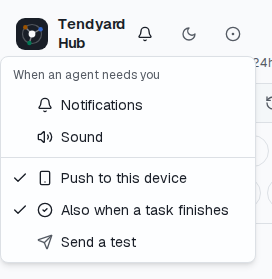 Tendyard
Hub
24h
When an agent needs you
Notifications
Sound
Push to this device
Also when a task finishes
Send a test